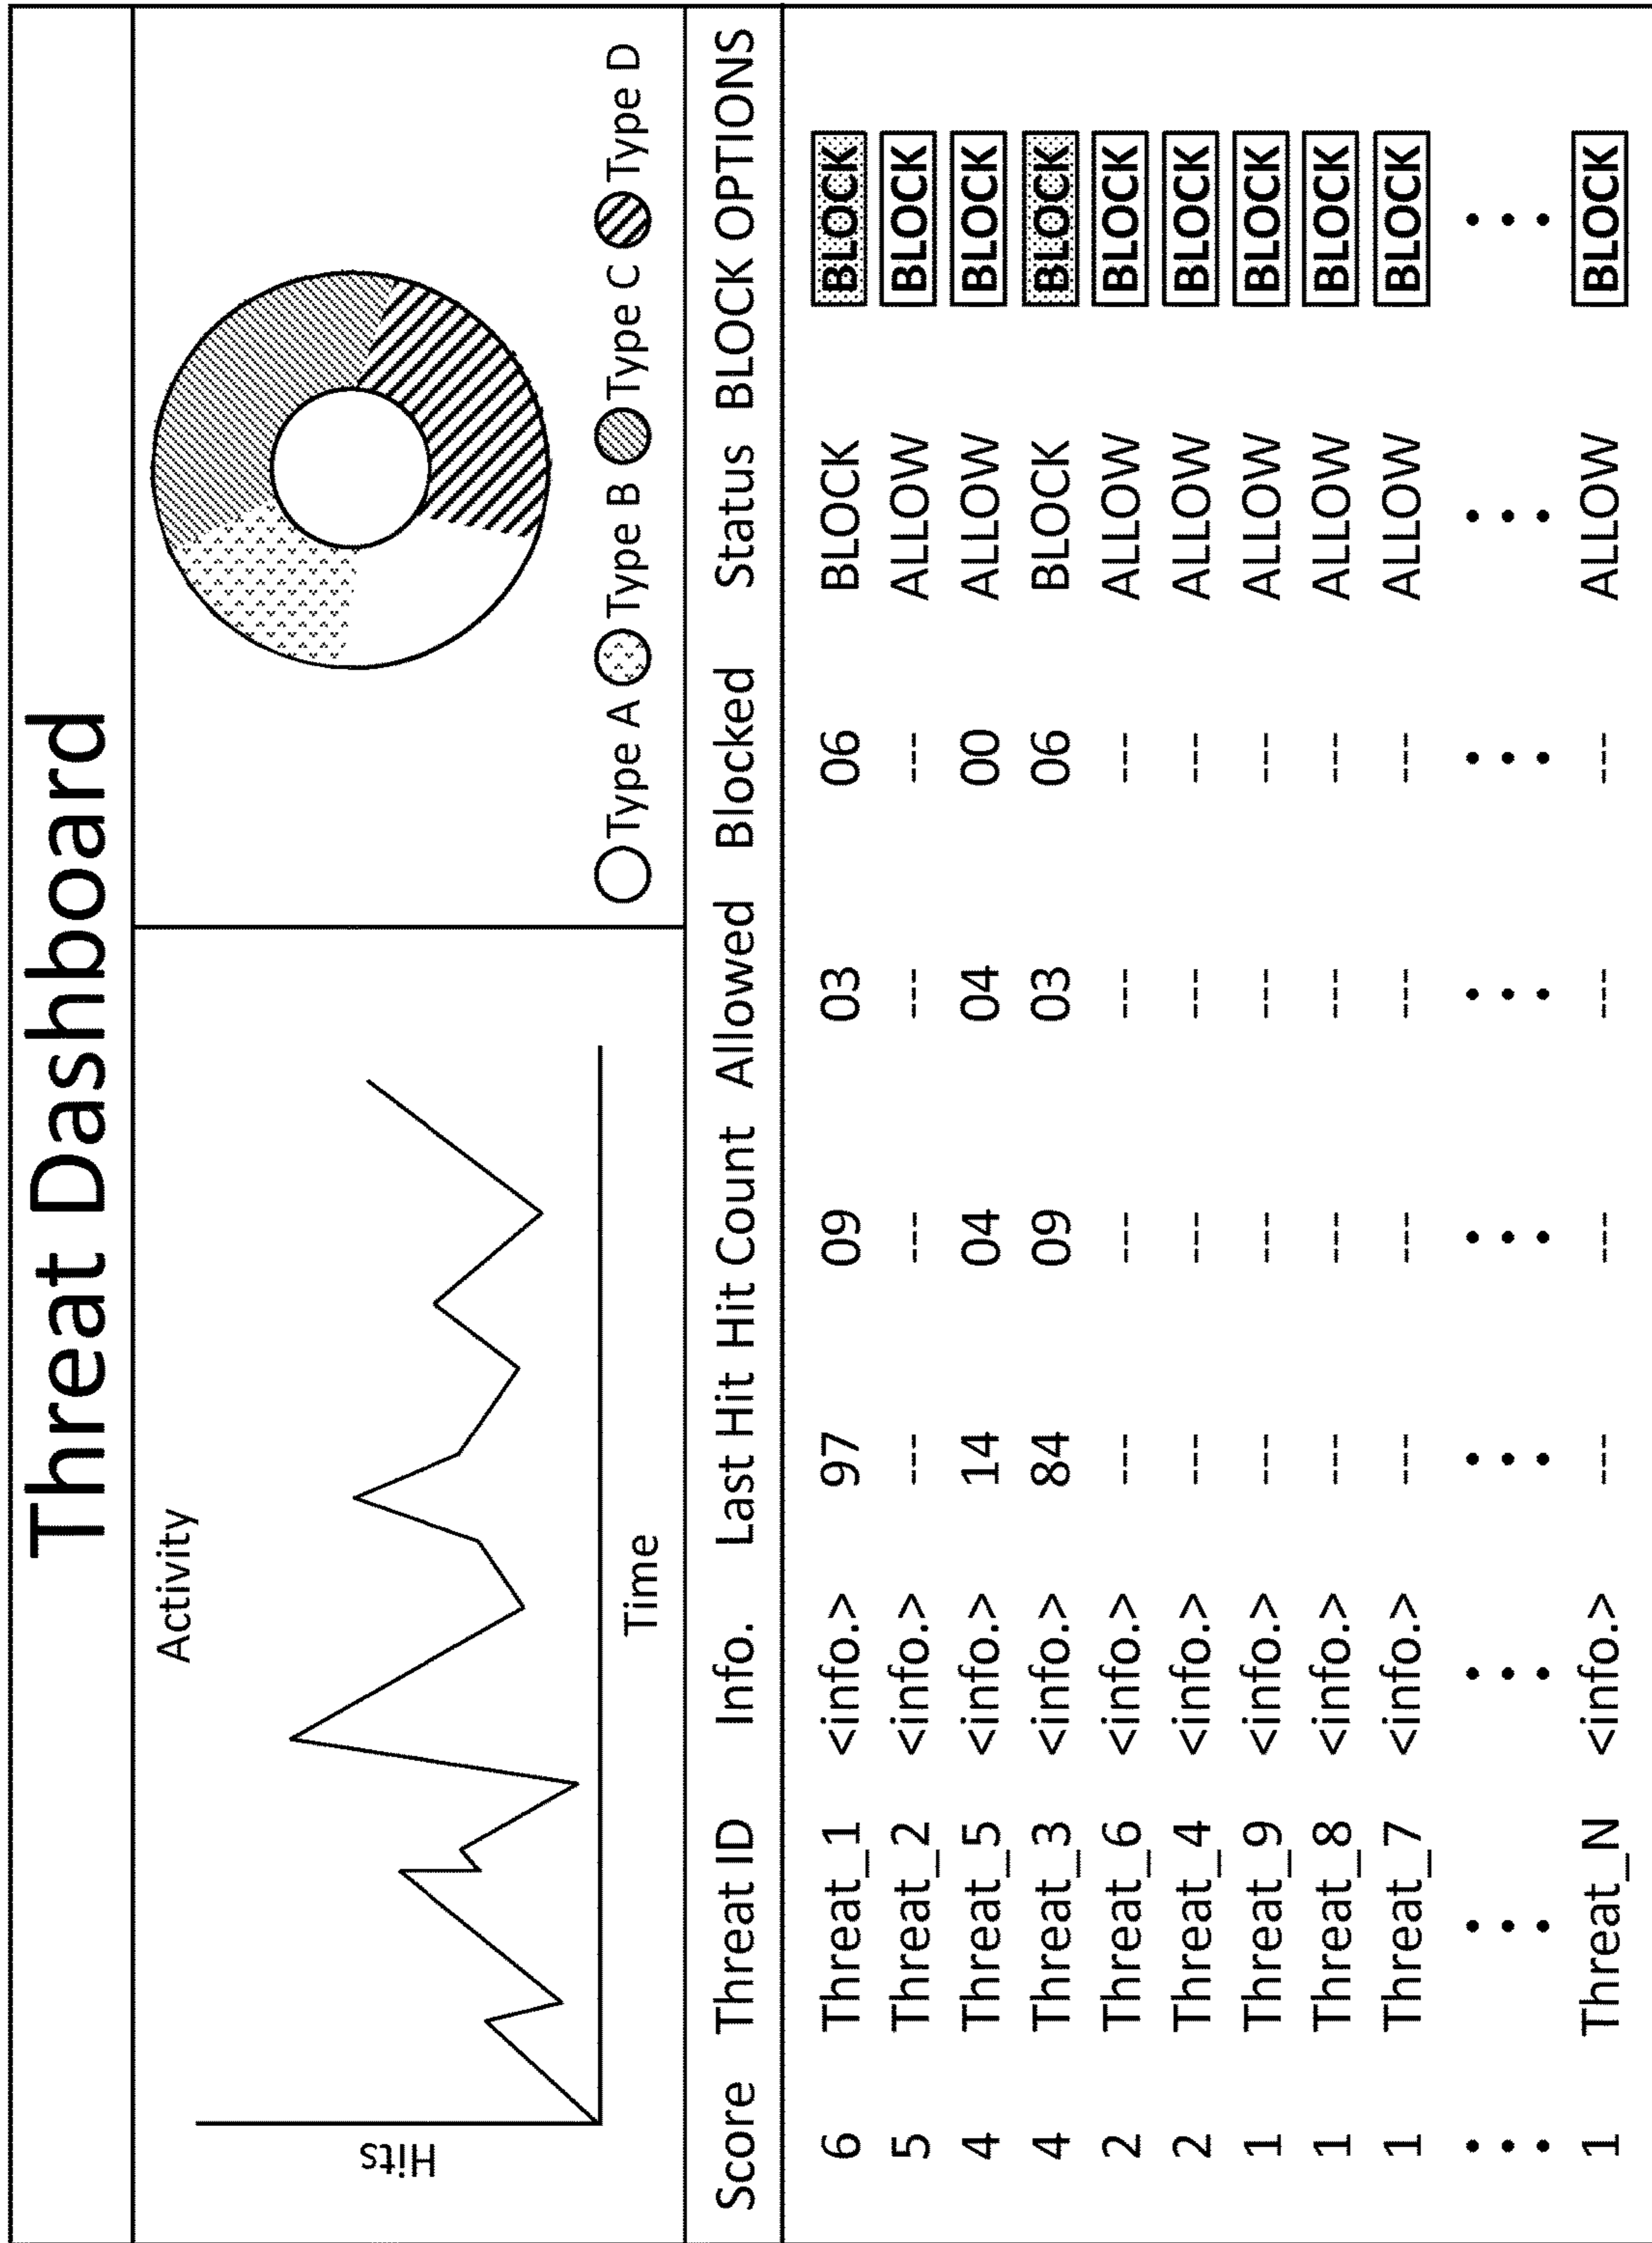 Threat Dashboard
Activity
Hits
Time
Type A Type B Type C Type D
Score Threat ID Info. Last Hit Hit Count Allowed Blocked Status BLOCK OPTIONS
6 Threat_1 <info.> 97 09 03 06 BLOCK BLOCK
5 Threat_2 <info.> --- --- --- --- ALLOW BLOCK
4 Threat_5 <info.> 14 04 04 00 ALLOW BLOCK
4 Threat_3 <info.> 84 09 03 06 BLOCK BLOCK
2 Threat_6 <info.> --- --- --- --- ALLOW BLOCK
2 Threat_4 <info.> --- --- --- --- ALLOW BLOCK
1 Threat_9 <info.> --- --- --- --- ALLOW BLOCK
1 Threat_8 <info.> --- --- --- --- ALLOW BLOCK
1 Threat_7 <info.> --- --- --- --- ALLOW BLOCK
••• ••• ••• ••• ••• ••• ••• ••• •••
1 Threat_N <info.> --- --- --- --- ALLOW BLOCK